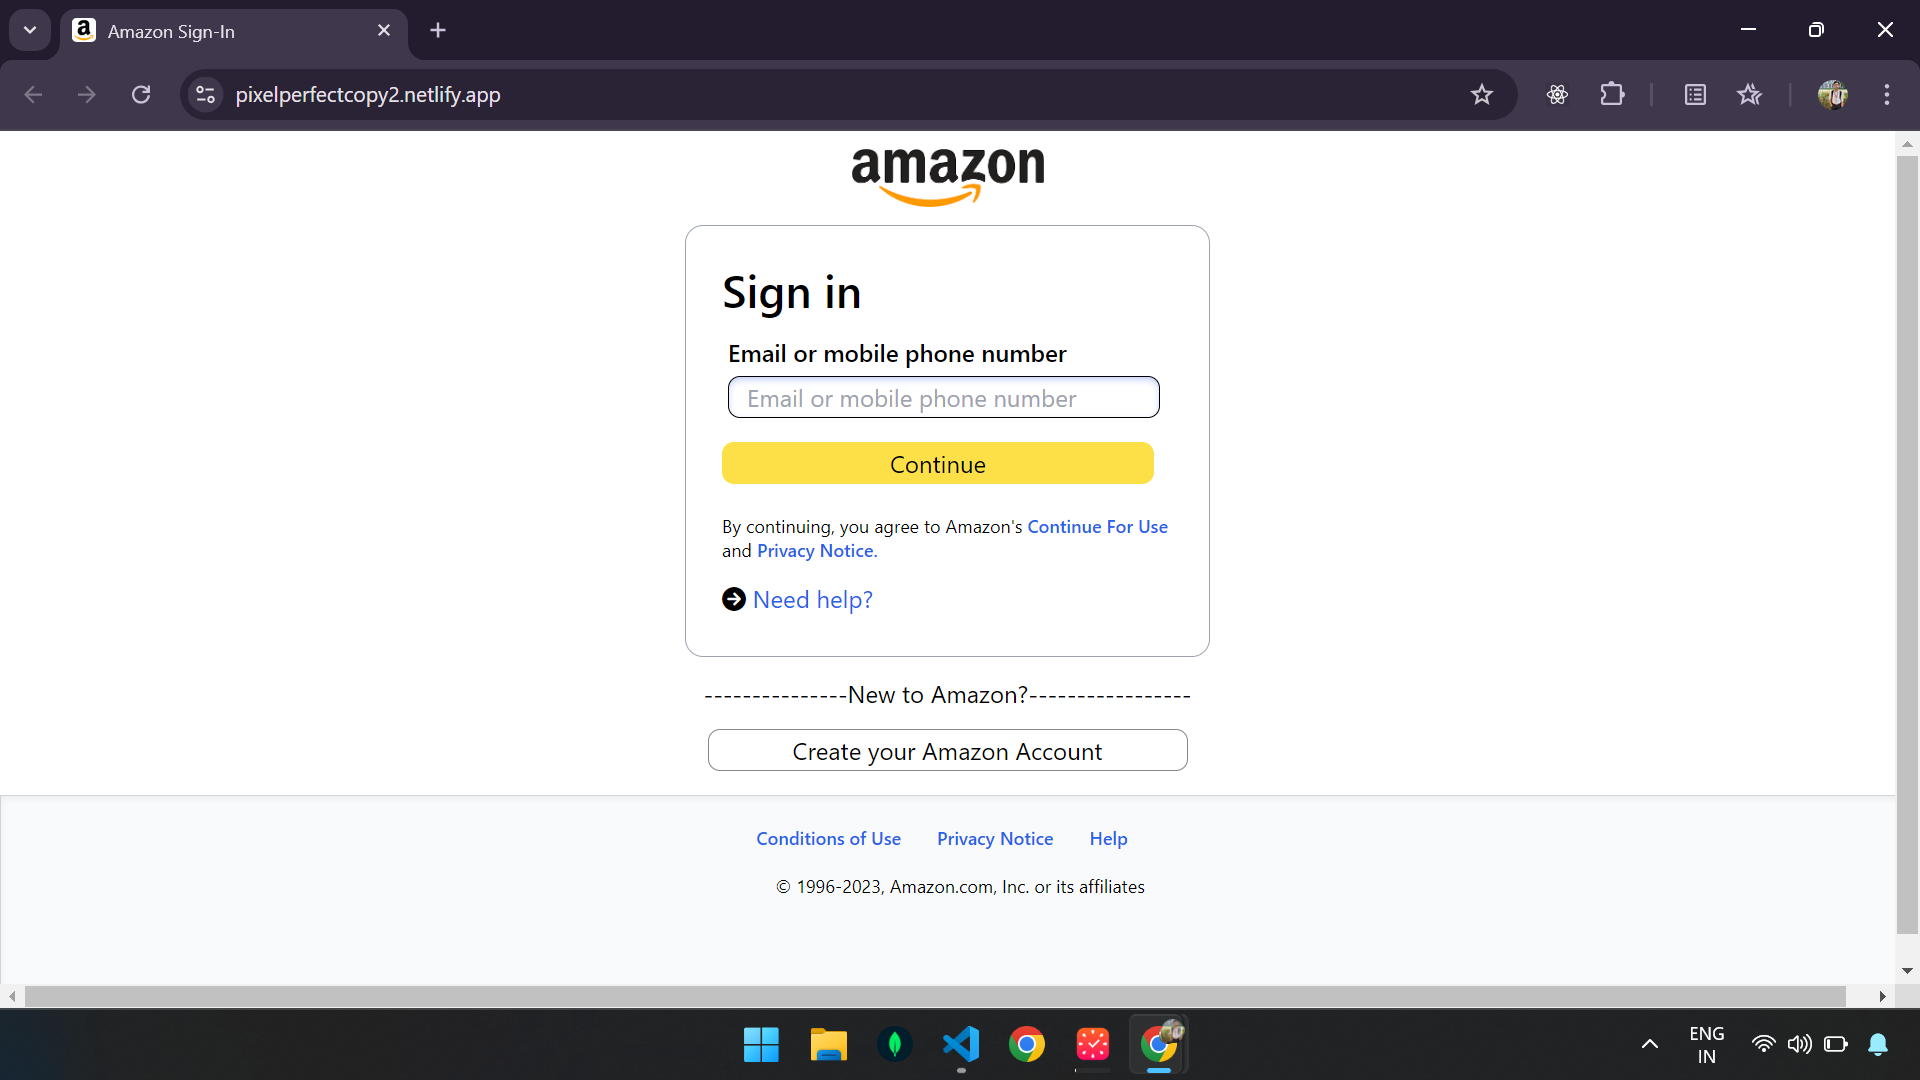 Amazon Sign-In
pixelperfectcopy2.netlify.app
amazon
Sign in
Email or mobile phone number
Email or mobile phone number
Continue
By continuing, you agree to Amazon's Continue For Use
and Privacy Notice.
Need help?
---------------New to Amazon?-----------------
Create your Amazon Account
Conditions of Use Privacy Notice Help
© 1996-2023, Amazon.com, Inc. or its affiliates
ENG
IN